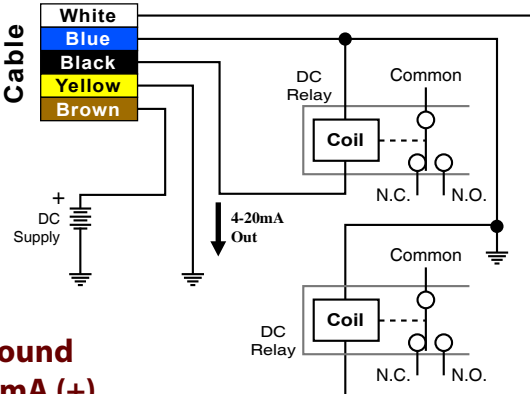 Cable
White
Blue
Black
Yellow
Brown
+
DC
Supply
4-20mA
Out
DC
Relay
Common
Coil
N.C.
N.O.
Common
Coil
DC
Relay
N.C.
N.O.
ound
mA (+)